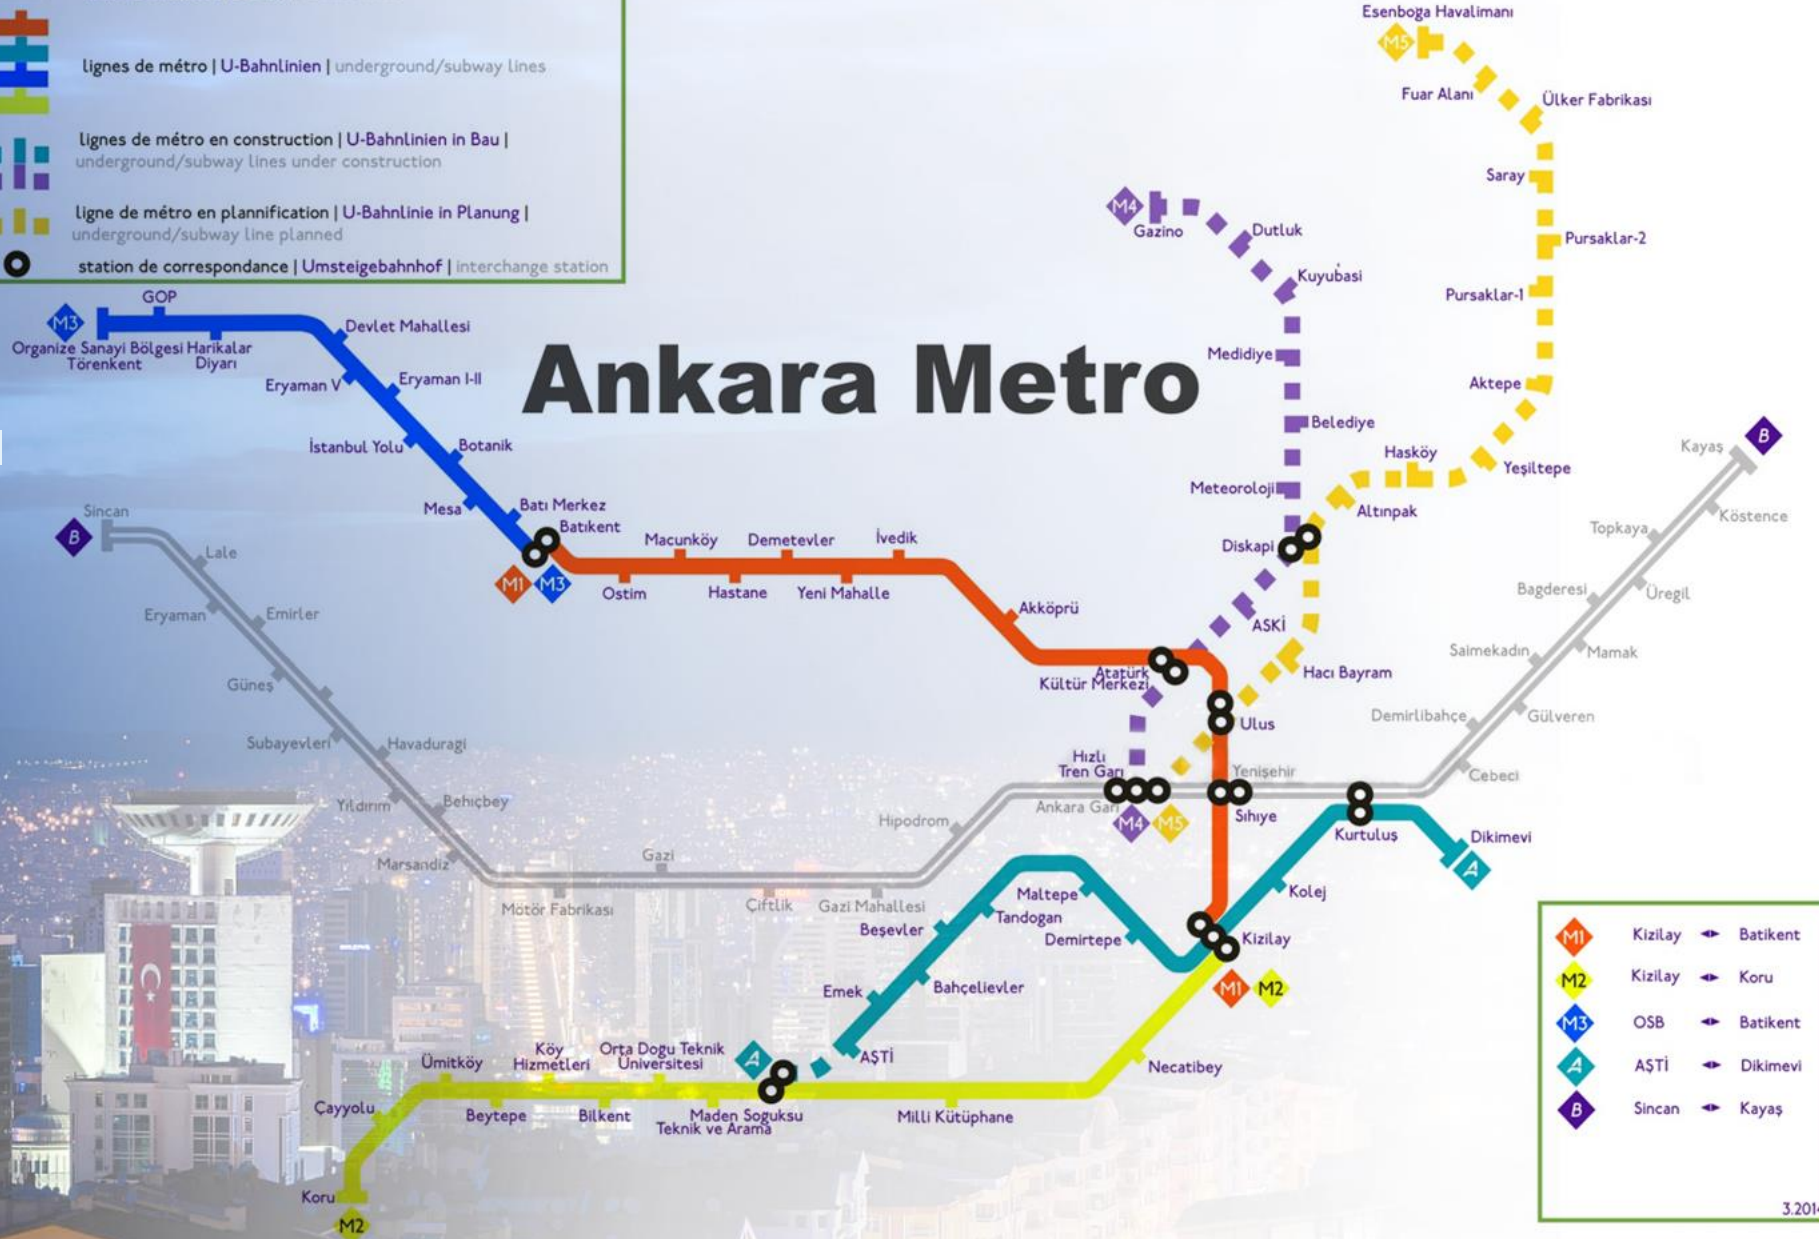 lignes de métro | U-Bahnlinien | underground/subway lines
lignes de métro en construction | U-Bahnlinien in Bau |
underground/subway lines under construction
ligne de métro en plannification | U-Bahnlinie in Planung |
underground/subway line planned
station de correspondance | Umsteigebahnhof | interchange station
Ankara Metro
Esenboga Havalimanı
M5
Fuar Alanı
Ülker Fabrikası
Saray
Pursaklar-2
Pursaklar-1
Aktepe
Yeşiltepe
Hasköy
Altınpak
M4
Gazino
Dutluk
Kuyubasi
Medidiye
Belediye
Meteoroloji
Diskapi
ASKİ
Hacı Bayram
M3
GOP
Organize Sanayi Bölgesi
Törenkent
Harikalar
Diyarı
Devlet Mahallesi
Eryaman V
Eryaman I-II
İstanbul Yolu
Botanik
Mesa
Batı Merkez
Batıkent
M1
M3
Macunköy
Ostim
Demetevler
Hastane
İvedik
Yeni Mahalle
Akköprü
Atatürk
Kültür Merkezi
Ulus
Hızlı
Tren Garı
Ankara Garı
M4
M5
Yenişehir
Sıhıye
B
Sincan
Lale
Eryaman
Emirler
Güneş
Subayevleri
Havaduragi
Yıldırım
Behiçbey
Marsandiz
Motör Fabrikası
Gazi
Çiftlik
Gazi Mahallesi
Hipodrom
Kayaş
B
Köstence
Topkaya
Üregil
Bagderesi
Mamak
Saimekadın
Gülveren
Demirlibahçe
Cebeci
Kurtuluş
Dikimevi
A
Kolej
Kizilay
M1
M2
Maltepe
Tandogan
Demirtepe
Beşevler
Bahçelievler
Emek
AŞTİ
A
Necatibey
Milli Kütüphane
Maden Soguksu
Teknik ve Arama
Orta Dogu Teknik
Üniversitesi
Bilkent
Köy
Hizmetleri
Beytepe
Ümitköy
Çayyolu
Koru
M2
M1 Kizilay Batikent
M2 Kizilay Koru
M3 OSB Batikent
A AŞTİ Dikimevi
B Sincan Kayaş